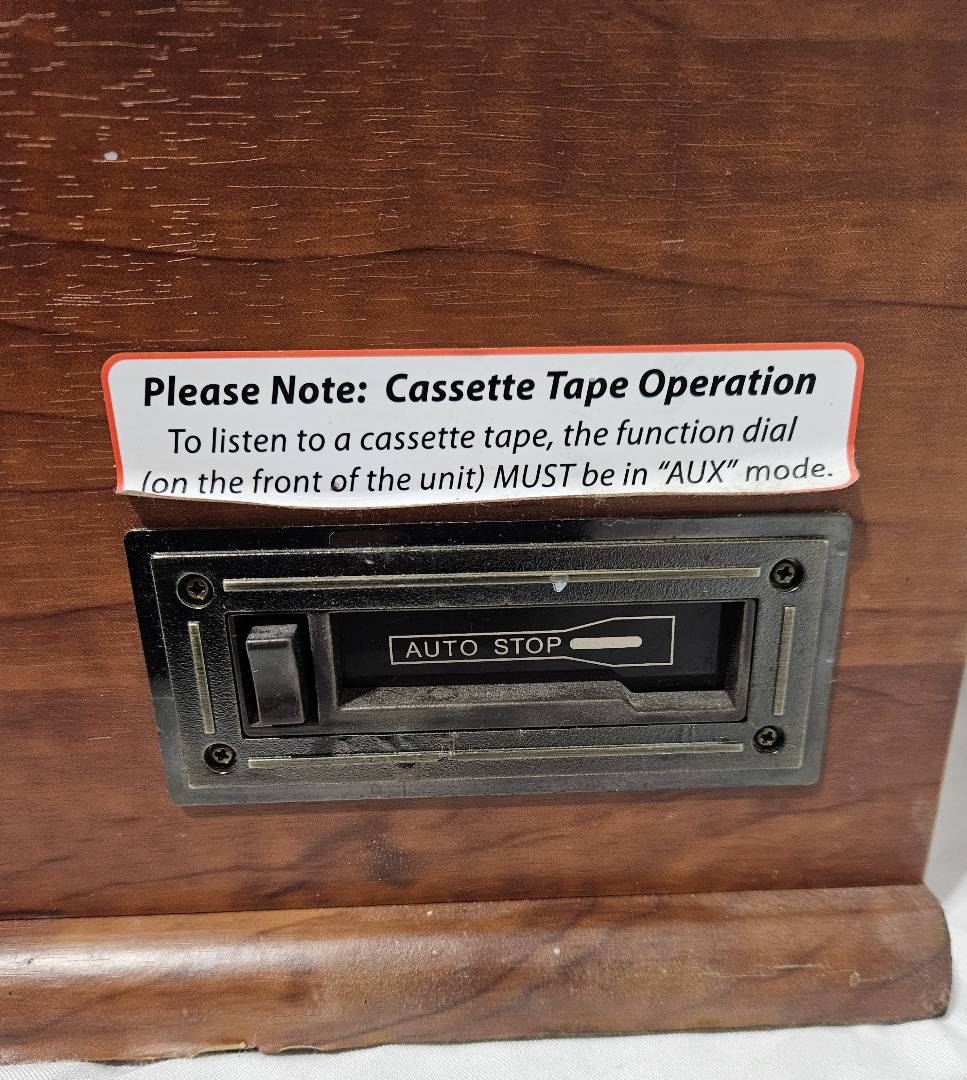 Please Note: Cassette Tape Operation
To listen to a cassette tape, the function dial
(on the front of the unit) MUST be in “AUX” mode.
AUTO STOP